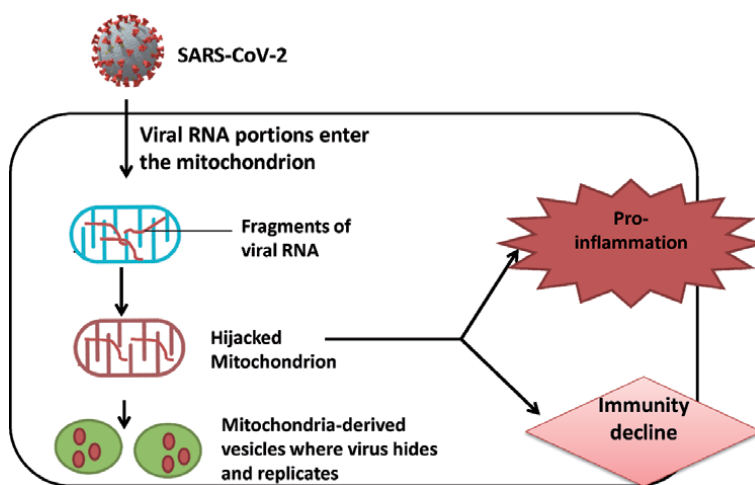 SARS-CoV-2
Viral RNA portions enter
the mitochondrion
Fragments of
viral RNA
Pro-
inflammation
Hijacked
Mitochondrion
Immunity
decline
Mitochondria-derived
vesicles where virus hides
and replicates